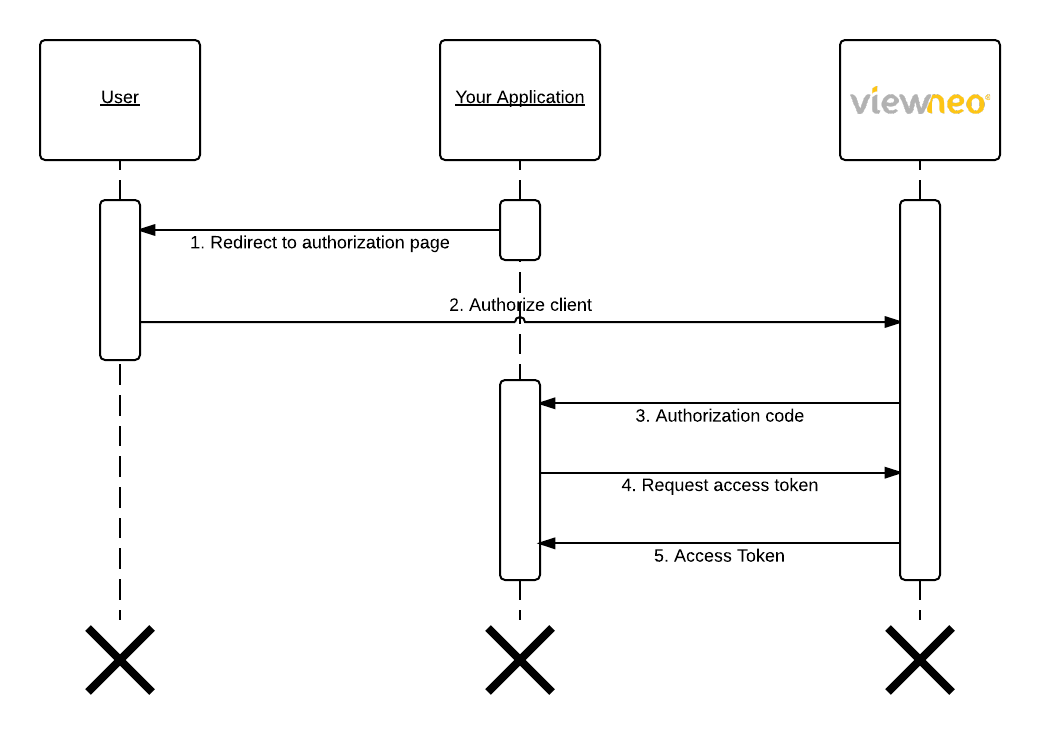 User
Your Application
viewneo®
1. Redirect to authorization page
2. Authorize client
3. Authorization code
4. Request access token
5. Access Token